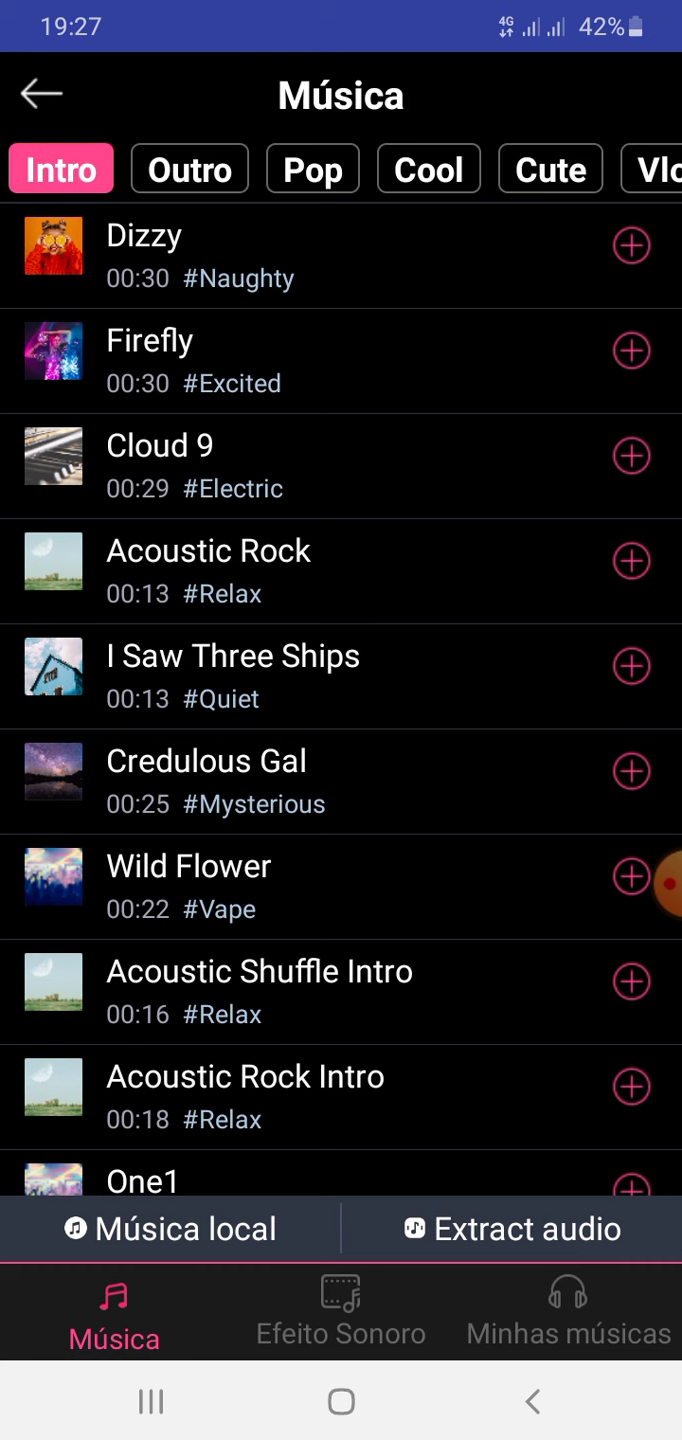 19:27
4G
42%
Música
Intro
Outro
Pop
Cool
Cute
Dizzy
00:30 #Naughty
Firefly
00:30 #Excited
Cloud 9
00:29 #Electric
Acoustic Rock
00:13 #Relax
I Saw Three Ships
00:13 #Quiet
Credulous Gal
00:25 #Mysterious
Wild Flower
00:22 #Vape
Acoustic Shuffle Intro
00:16 #Relax
Acoustic Rock Intro
00:18 #Relax
One1
Música local
Extract audio
Música
Efeito Sonoro
Minhas músicas